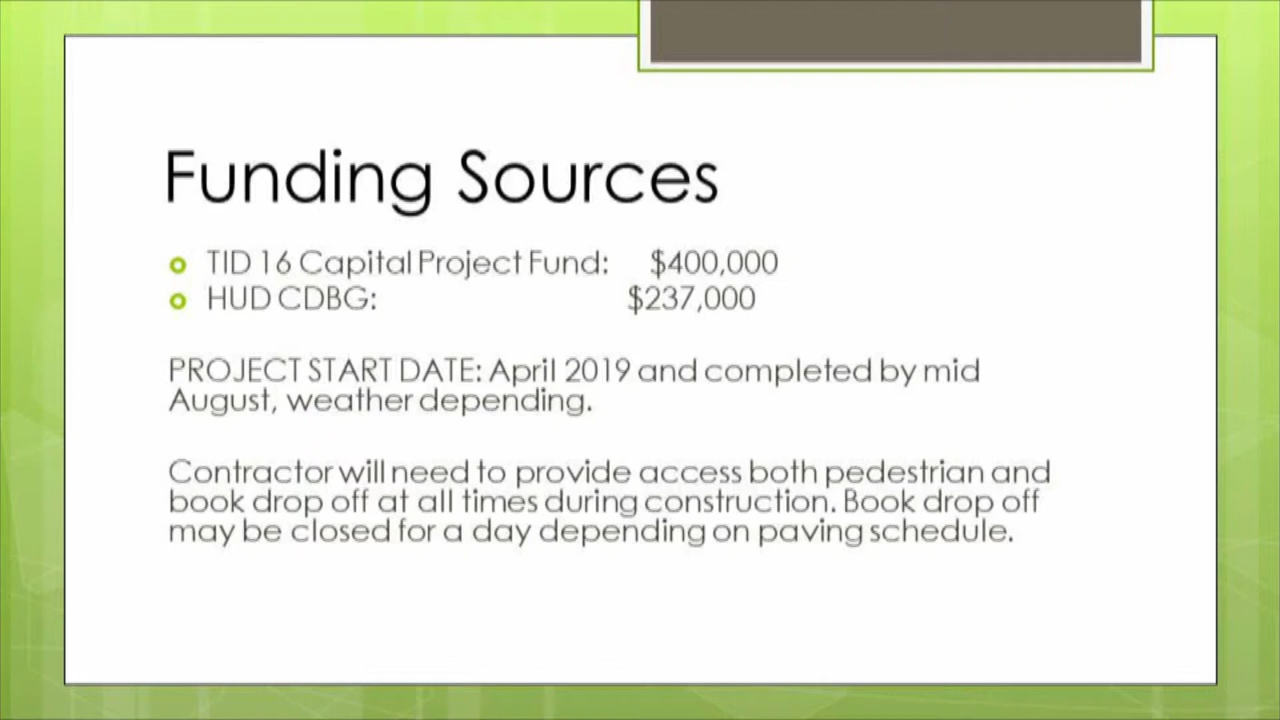 Funding Sources
TID 16 Capital Project Fund: $400,000
HUD CDBG: $237,000
PROJECT START DATE: April 2019 and completed by mid
August, weather depending.
Contractor will need to provide access both pedestrian and
book drop off at all times during construction. Book drop off
may be closed for a day depending on paving schedule.